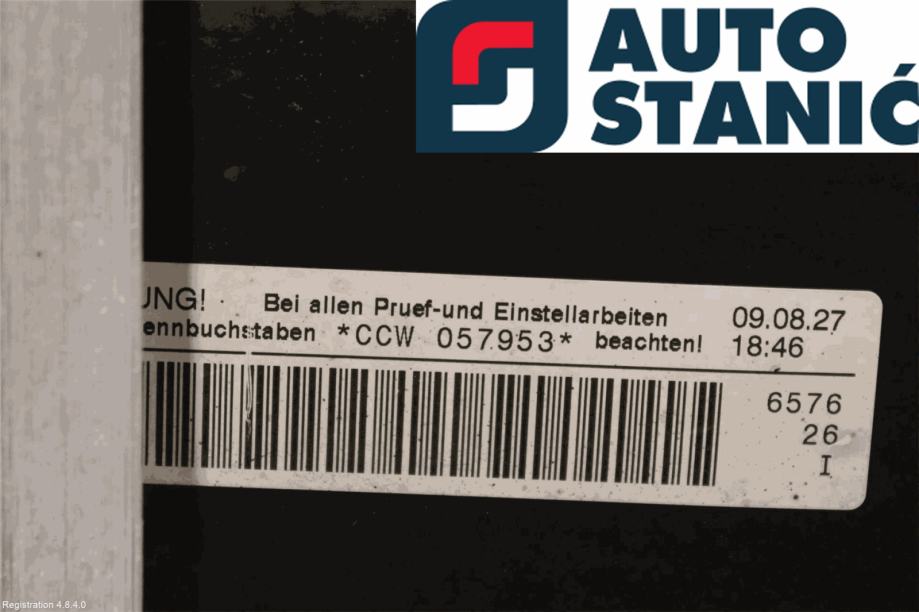 AUTO
STANIĆ
UNG! Bei allen Pruef-und Einstellarbeiten 09.08.27
ennbuchstaben *CCW 057953* beachten! 18:46
6576
26
I
Registration 4.8.4.0